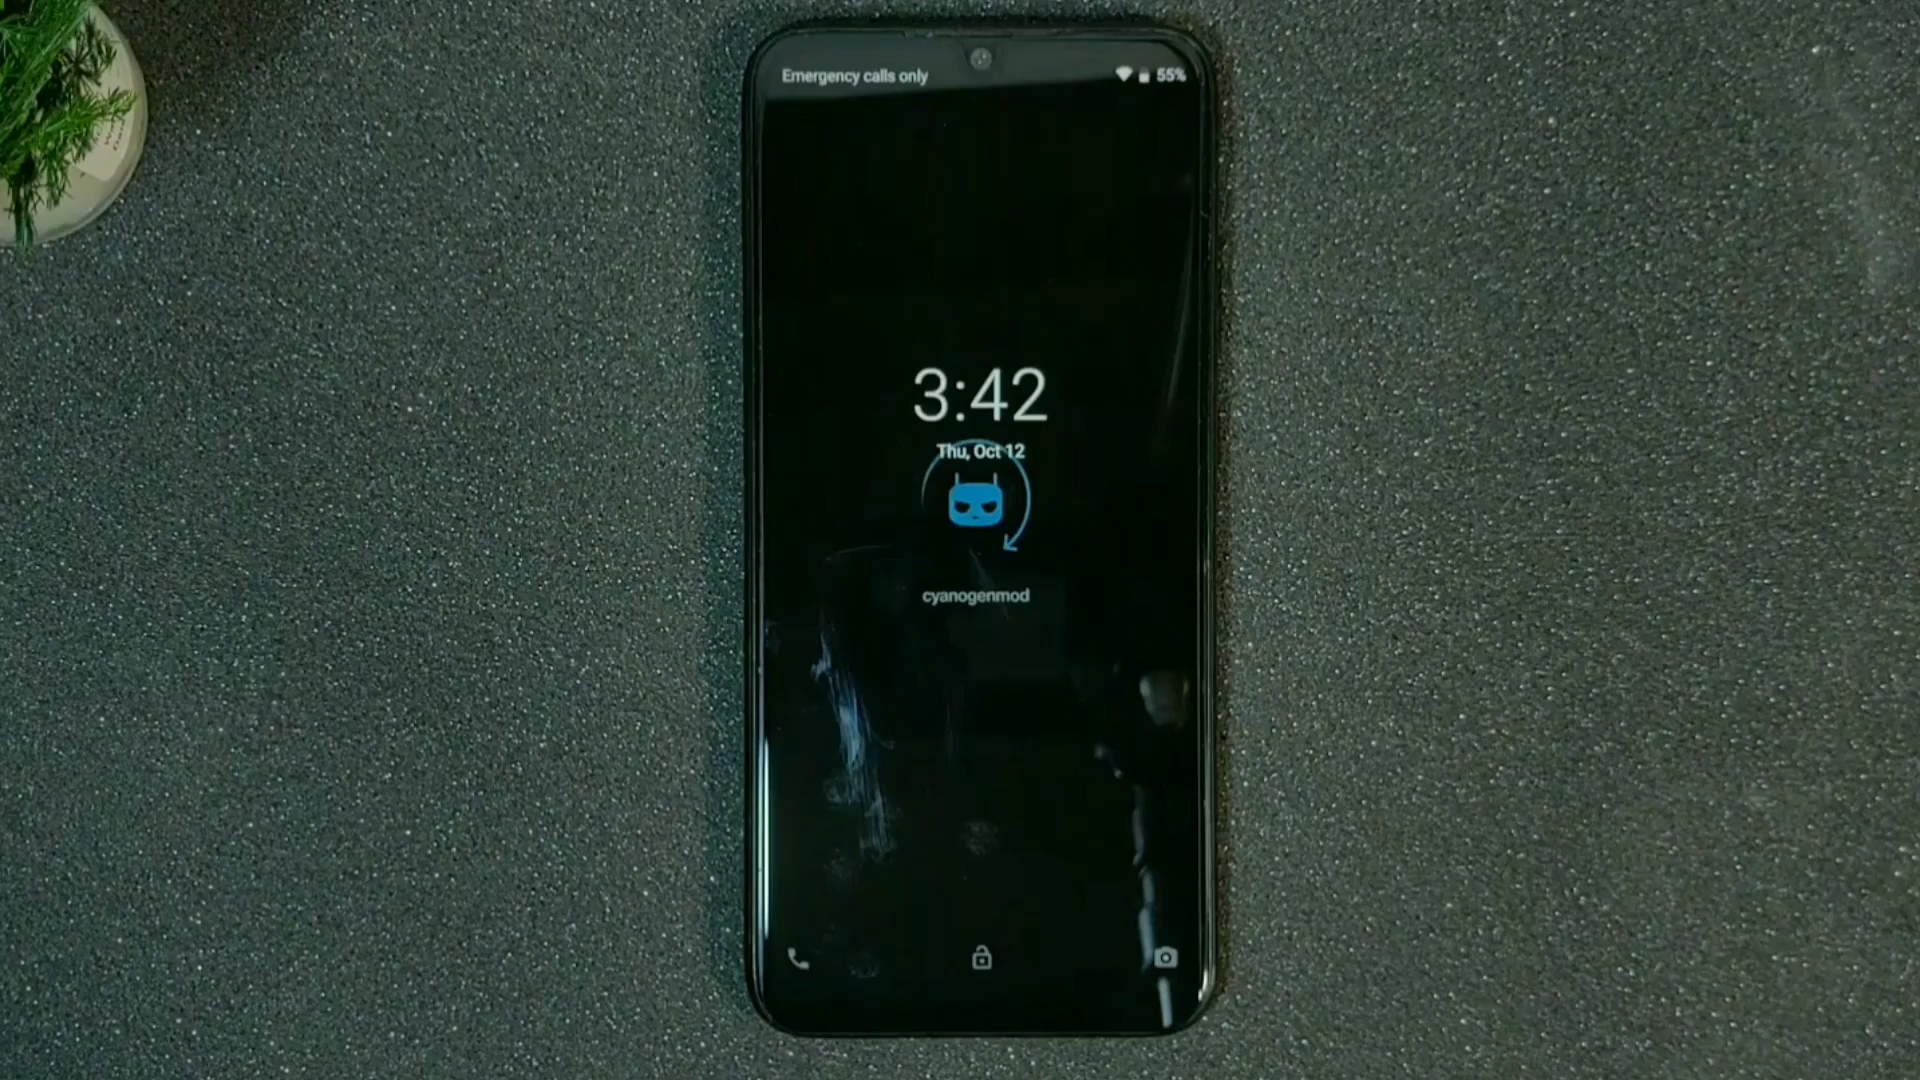 Emergency calls only
55%
3:42
Thu, Oct 12
cyanogenmod